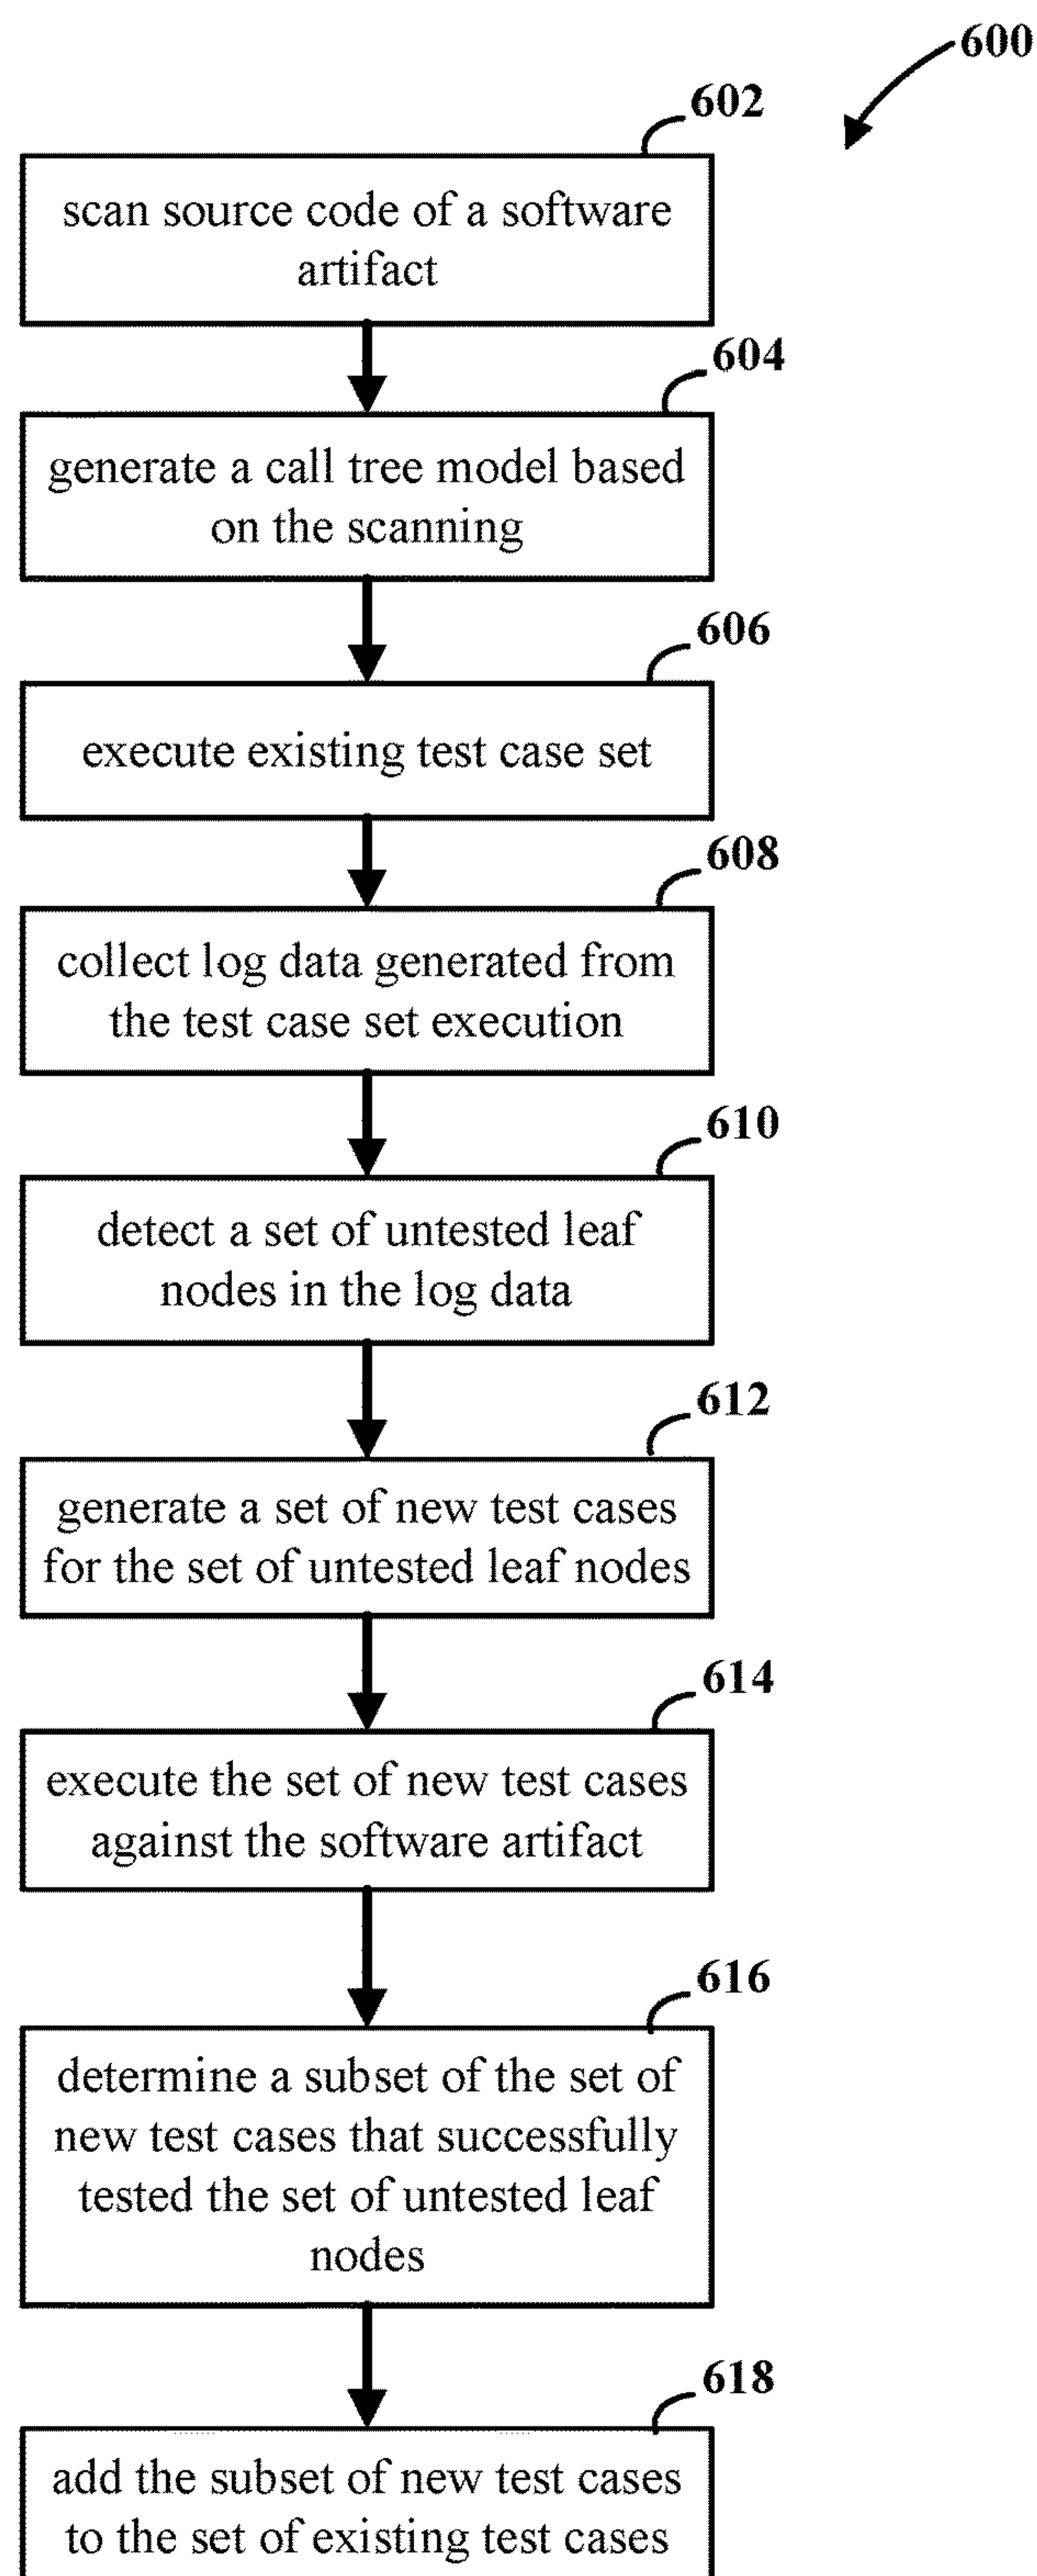 600
602
scan source code of a software
artifact
604
generate a call tree model based
on the scanning
606
execute existing test case set
608
collect log data generated from
the test case set execution
610
detect a set of untested leaf
nodes in the log data
612
generate a set of new test cases
for the set of untested leaf nodes
614
execute the set of new test cases
against the software artifact
616
determine a subset of the set of
new test cases that successfully
tested the set of untested leaf
nodes
618
add the subset of new test cases
to the set of existing test cases